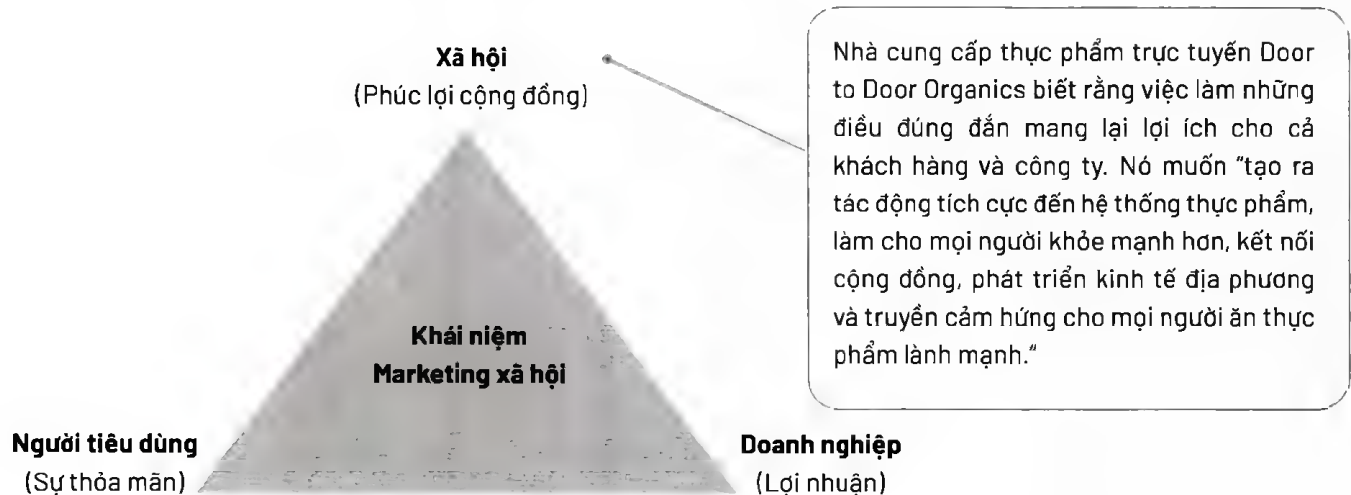 Xã hội
(Phúc lợi cộng đồng)
Nhà cung cấp thực phẩm trực tuyến Door
to Door Organics biết rằng việc làm những
điều đúng đắn mang lại lợi ích cho cả
khách hàng và công ty. Nó muốn "tạo ra
tác động tích cực đến hệ thống thực phẩm,
làm cho mọi người khỏe mạnh hơn, kết nối
cộng đồng, phát triển kinh tế địa phương
và truyền cảm hứng cho mọi người ăn thực
phẩm lành mạnh."
Khái niệm
Marketing xã hội
Người tiêu dùng
(Sự thỏa mãn)
Doanh nghiệp
(Lợi nhuận)